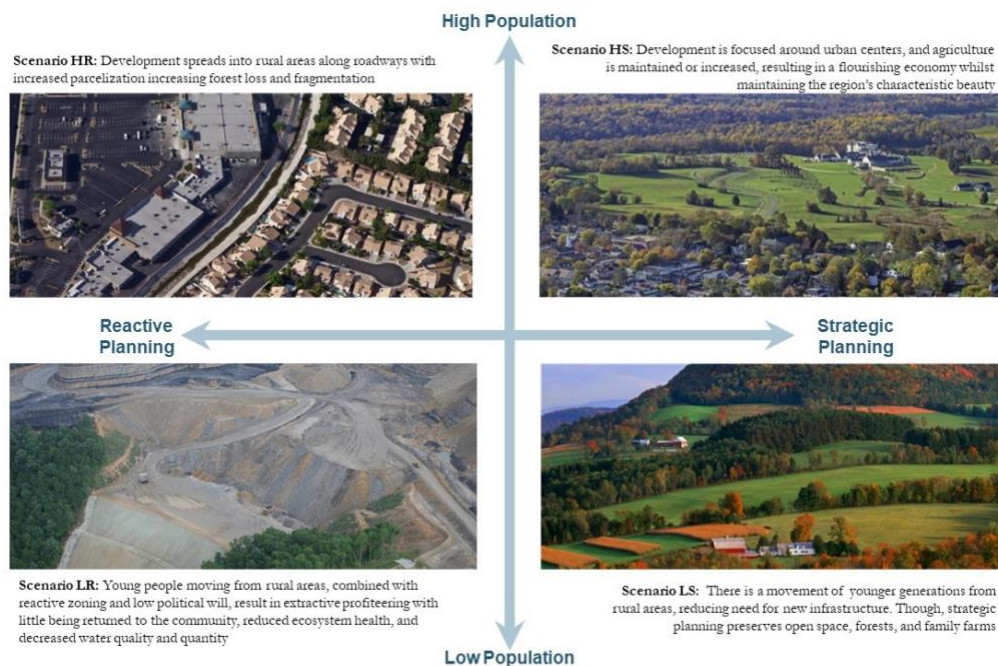 High Population
Scenario HR: Development spreads into rural areas along roadways with
increased parcelization increasing forest loss and fragmentation
Scenario HS: Development is focused around urban centers, and agriculture
is maintained or increased, resulting in a flourishing economy whilst
maintaining the region's characteristic beauty
Reactive
Planning
Strategic
Planning
Scenario LR: Young people moving from rural areas, combined with
reactive zoning and low political will, result in extractive profiteering with
little being returned to the community, reduced ecosystem health, and
decreased water quality and quantity
Scenario LS: There is a movement of younger generations from
rural areas, reducing need for new infrastructure. Though, strategic
planning preserves open space, forests, and family farms
Low Population